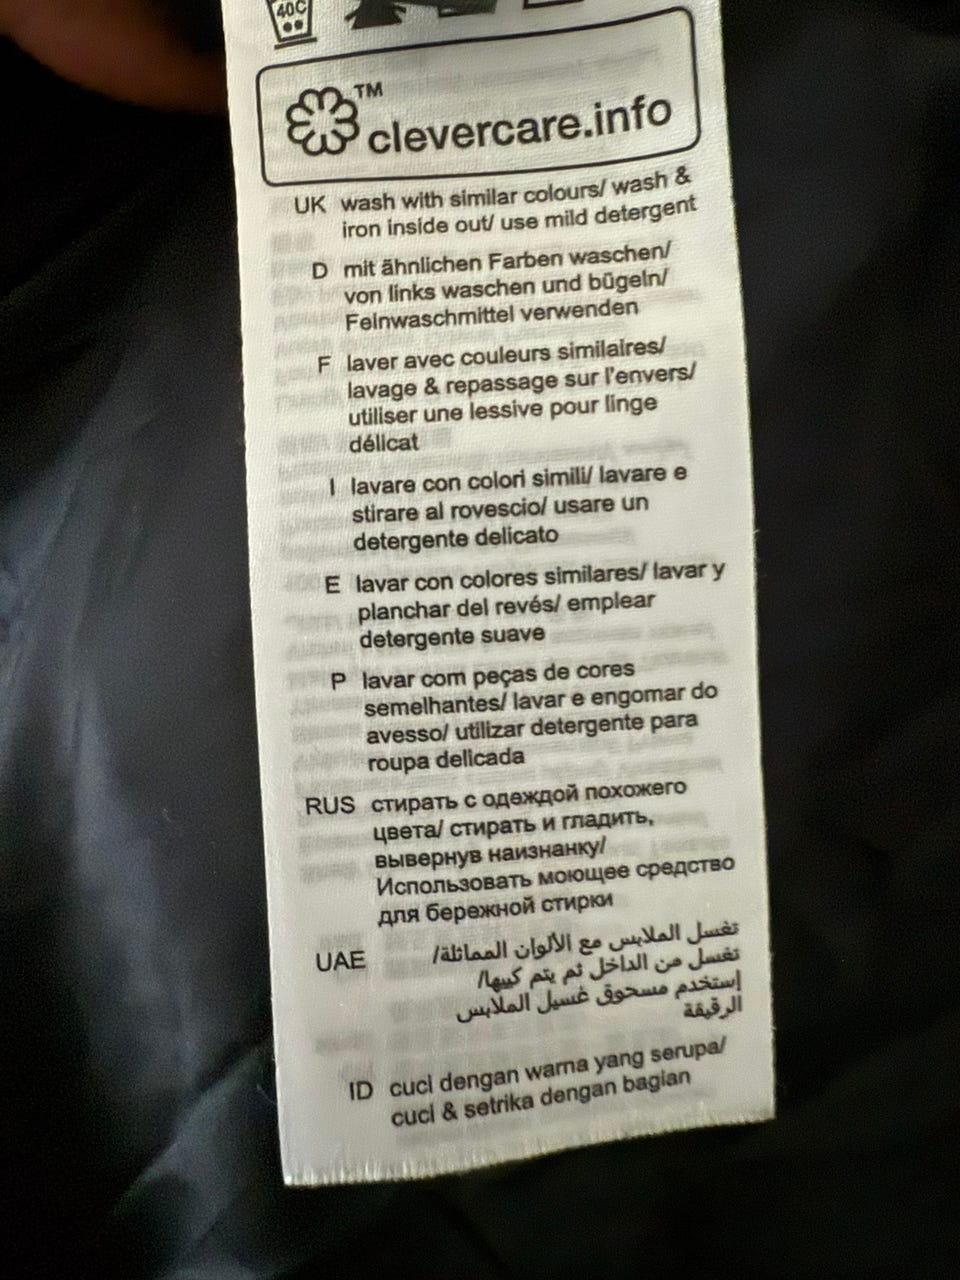 40C
TM
clevercare.info
UK wash with similar colours/ wash &
iron inside out/ use mild detergent
D mit ähnlichen Farben waschen/
von links waschen und bügeln/
Feinwaschmittel verwenden
F laver avec couleurs similaires/
lavage & repassage sur l'envers/
utiliser une lessive pour linge
délicat
I lavare con colori simili/ lavare e
stirare al rovescio/ usare un
detergente delicato
E lavar con colores similares/ lavar y
planchar del revés/ emplear
detergente suave
P lavar com peças de cores
semelhantes/ lavar e engomar do
avesso/ utilizar detergente para
roupa delicada
RUS стирать с одеждой похожего
цвета/ стирать и гладить,
вывернув наизнанку/
Использовать моющее средство
для бережной стирки
UAE تغسل الملابس مع الألوان المماثلة/
تغسل من الداخل ثم يتم كيبها/
إستخدم مسحوق غسيل الملابس
الرقيقة
ID cuci dengan warna yang serupa/
cuci & setrika dengan bagian